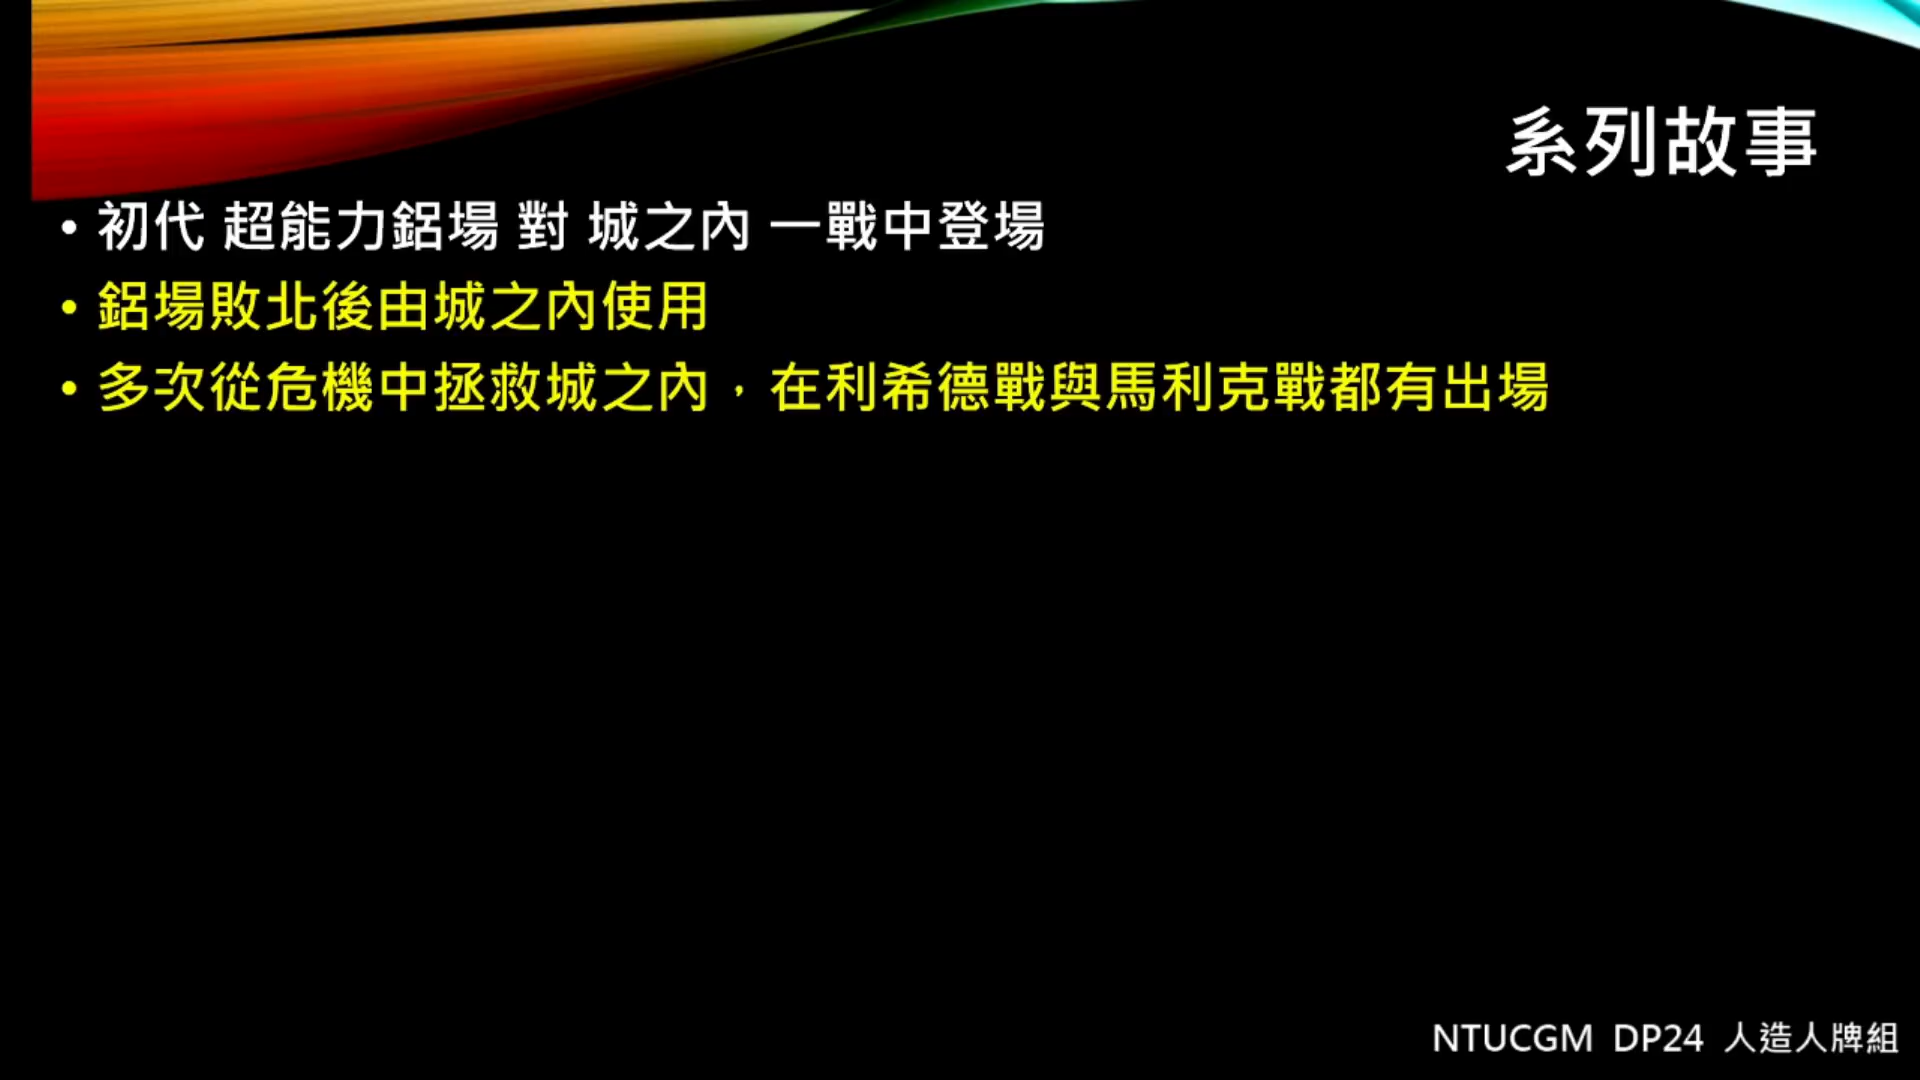 系列故事
• 初代 超能力鋁場 對 城之內 一戰中登場
• 鋁場敗北後由城之內使用
• 多次從危機中拯救城之內，在利希德戰與馬利克戰都有出場
NTUCGM DP24 人造人牌組